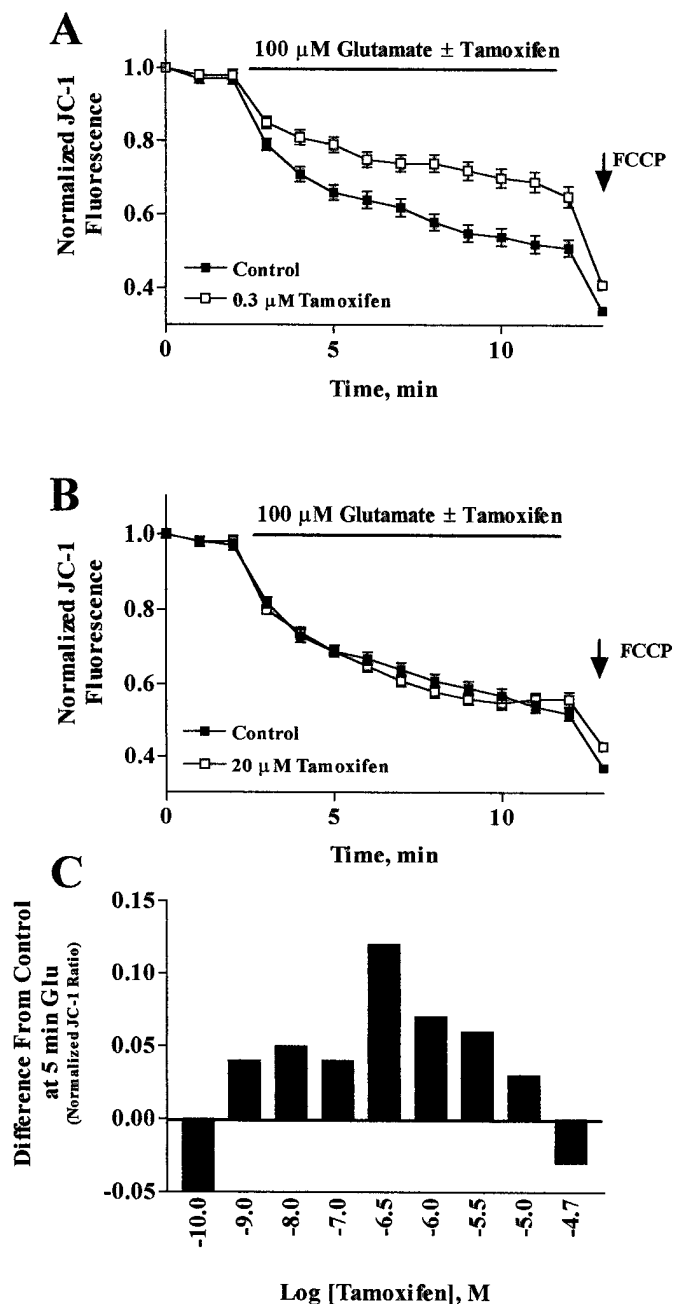 A
100 μM Glutamate ± Tamoxifen
Normalized JC-1
Fluorescence
1.0
0.8
0.6
0.4
FCCP
Control
0.3 μM Tamoxifen
0
5
10
Time, min
B
100 μM Glutamate ± Tamoxifen
Normalized JC-1
Fluorescence
1.0
0.8
0.6
0.4
FCCP
Control
20 μM Tamoxifen
0
5
10
Time, min
C
Difference From Control
at 5 min Glu
(Normalized JC-1 Ratio)
0.15
0.10
0.05
0.00
-0.05
-10.0
-9.0
-8.0
-7.0
-6.5
-6.0
-5.5
-5.0
-4.7
Log [Tamoxifen], M